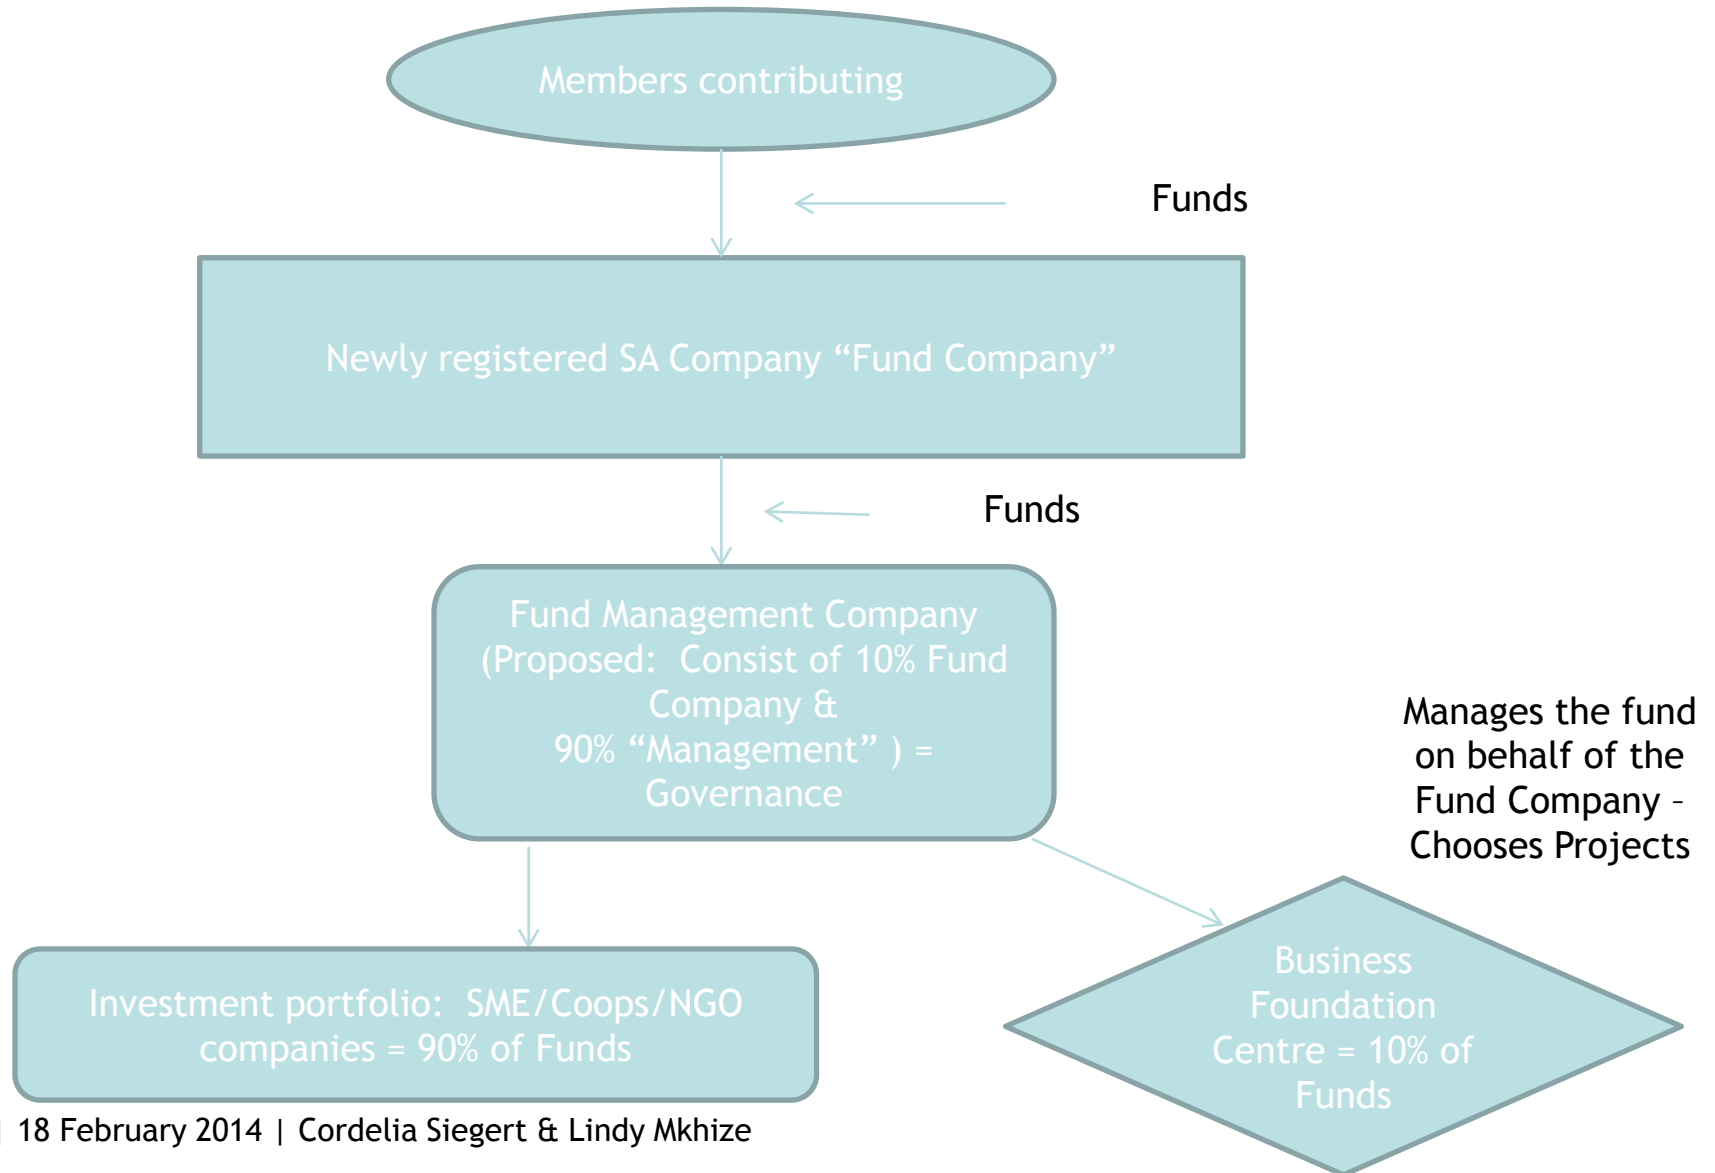 Members contributing
Funds
Newly registered SA Company “Fund Company”
Funds
Fund Management Company
(Proposed:  Consist of 10% Fund
Company &
90% “Management” ) =
Governance
Manages the fund
on behalf of the
Fund Company –
Chooses Projects
Investment portfolio:  SME/Coops/NGO
companies = 90% of Funds
Business
Foundation
Centre = 10% of
Funds
| 18 February 2014 | Cordelia Siegert & Lindy Mkhize